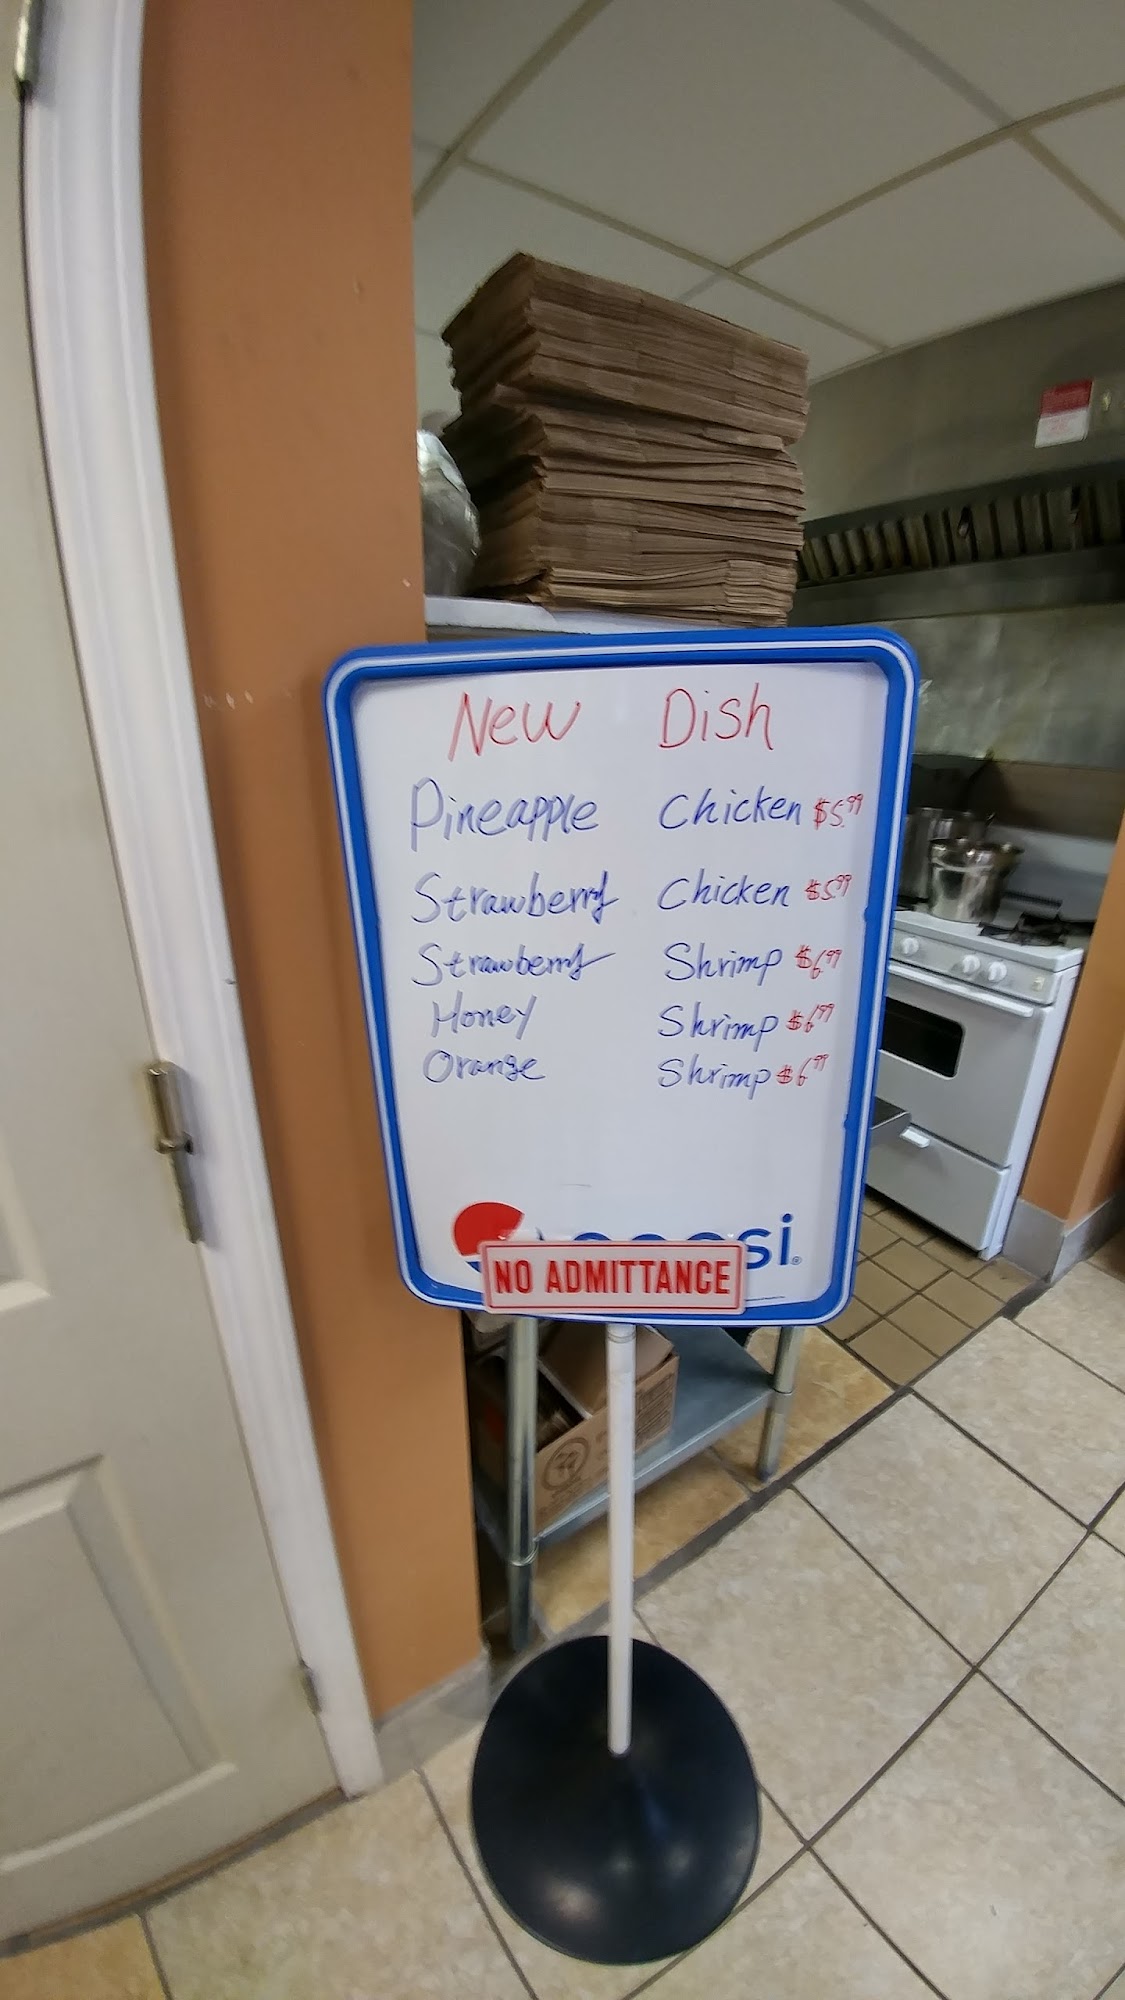 New Dish
Pineapple Chicken $5.99
Strawberry Chicken $5.99
Strawberry Shrimp $6.99
Honey Shrimp $6.99
Orange Shrimp $6.99
pepsi
NO ADMITTANCE